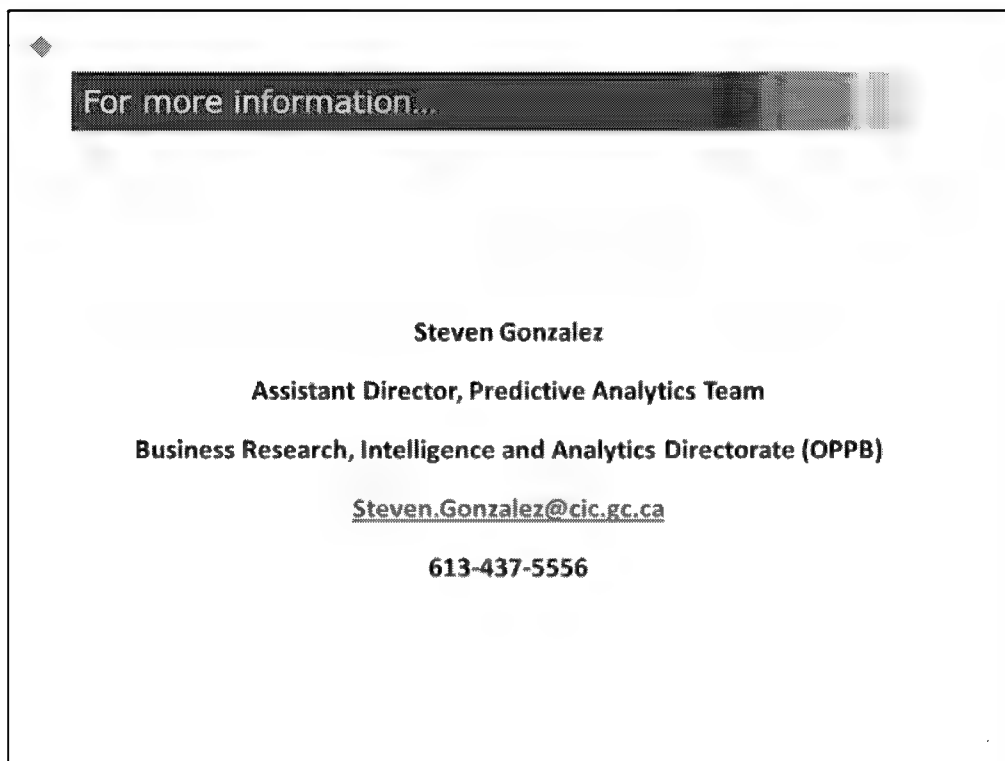 For more information...
Steven Gonzalez
Assistant Director, Predictive Analytics Team
Business Research, Intelligence and Analytics Directorate (OPPB)
Steven.Gonzalez@cic.gc.ca
613-437-5556